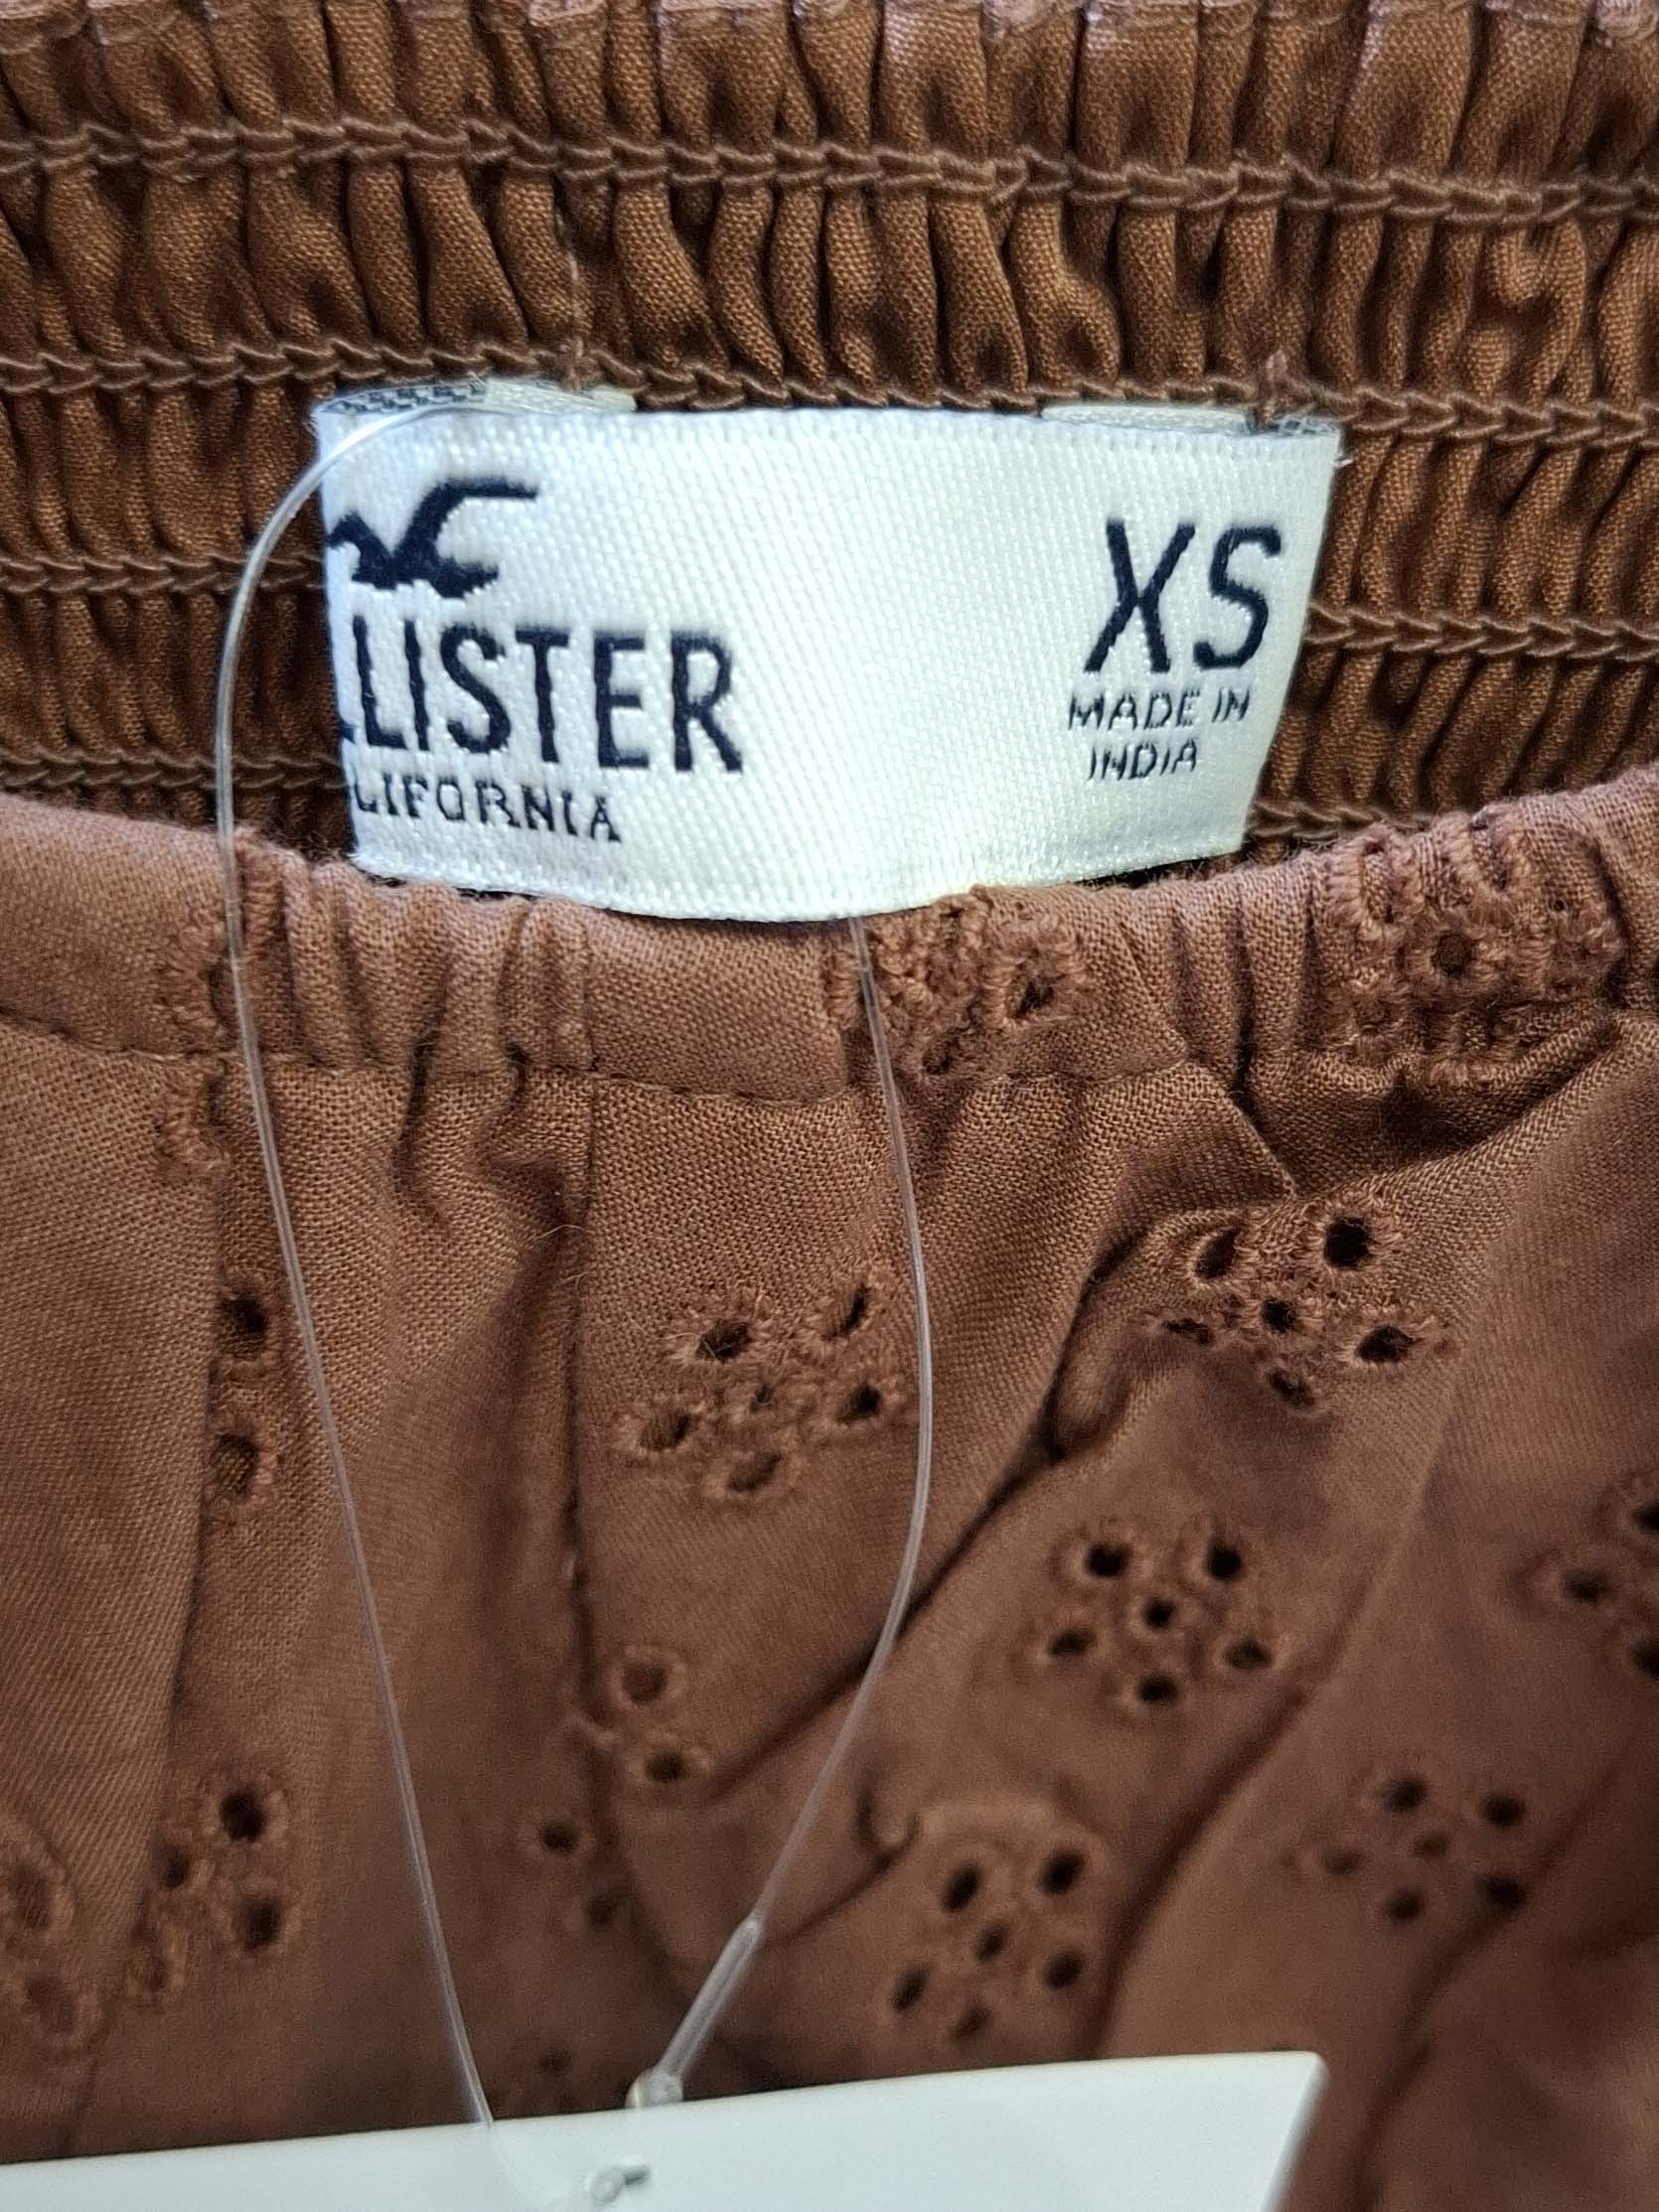 LLISTER
LIFORNIA
XS
MADE IN
INDIA